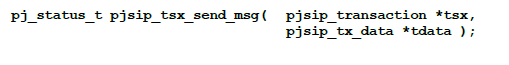 pj_status_t pjsip_tsx_send_msg( pjsip_transaction *tsx,
pjsip_tx_data *tdata );